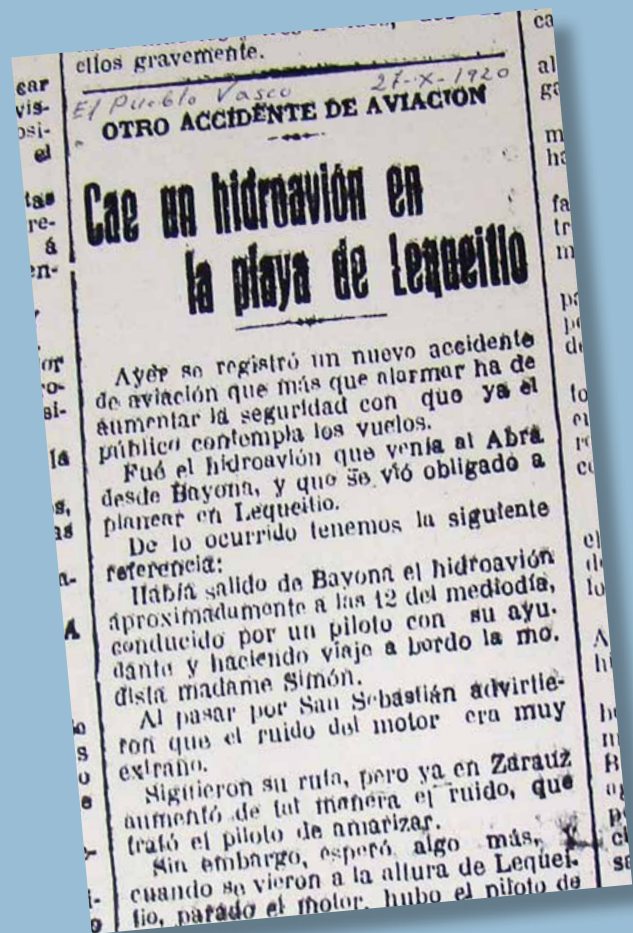 ellos gravemente.
El Pueblo Vasco 27-X-1920
OTRO ACCIDENTE DE AVIACION
Cae un hidroavión en
la playa de Lequeitio
Ayer se registró un nuevo accidente
de aviación que más que alarmar ha de
aumentar la seguridad con que ya el
público contempla los vuelos.
Fué el hidroavión que venía al Abra
desde Bayona, y que se vió obligado a
planear en Lequeitio.
De lo ocurrido tenemos la siguiente
referencia:
Había salido de Bayona el hidroavión
aproximadamente a las 12 del mediodía,
conducido por un piloto con su ayu-
dante y haciendo viaje a bordo la mo-
dista madame Simón.
Al pasar por San Sebastián advirtie-
ron que el ruido del motor era muy
extraño.
Siguieron su ruta, pero ya en Zarauz
aumentó de tal manera el ruido, que
trató el piloto de amarizar.
Sin embargo, esperó algo más, y
cuando se vieron a la altura de Lequei-
tio, parado el motor, hubo el piloto de